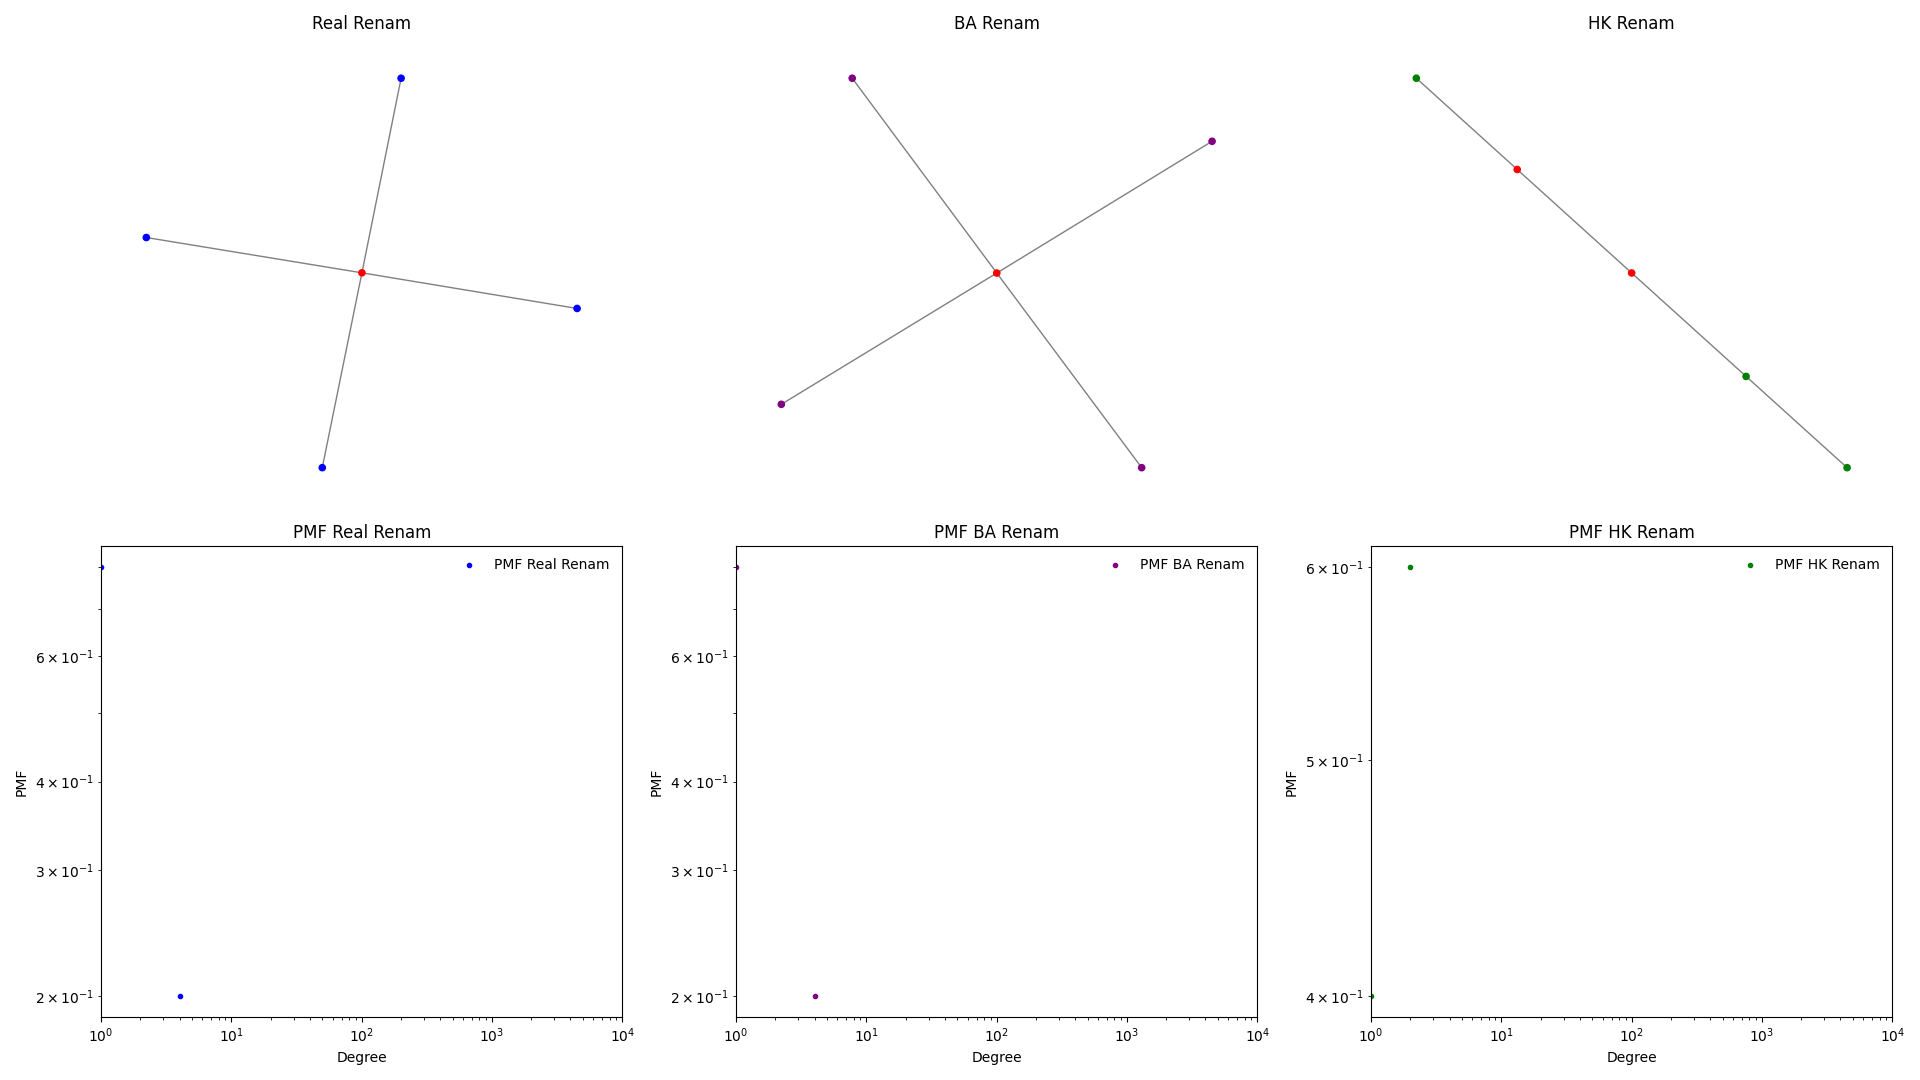 Real Renam
BA Renam
HK Renam
PMF Real Renam
PMF Real Renam
6 × 10⁻¹
4 × 10⁻¹
3 × 10⁻¹
2 × 10⁻¹
PMF
10⁰ 10¹ 10² 10³ 10⁴
Degree
PMF BA Renam
PMF BA Renam
6 × 10⁻¹
4 × 10⁻¹
3 × 10⁻¹
2 × 10⁻¹
PMF
10⁰ 10¹ 10² 10³ 10⁴
Degree
PMF HK Renam
PMF HK Renam
6 × 10⁻¹
5 × 10⁻¹
4 × 10⁻¹
PMF
10⁰ 10¹ 10² 10³ 10⁴
Degree